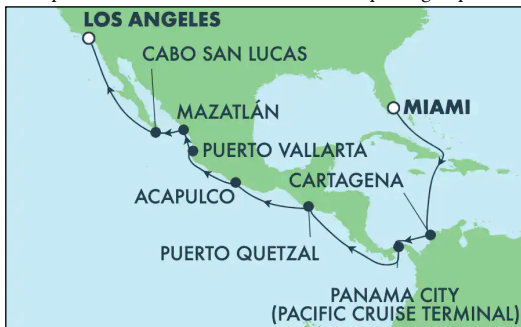 LOS ANGELES
CABO SAN LUCAS
MAZATLÁN
MIAMI
PUERTO VALLARTA
CARTAGENA
ACAPULCO
PUERTO QUETZAL
PANAMA CITY
(PACIFIC CRUISE TERMINAL)